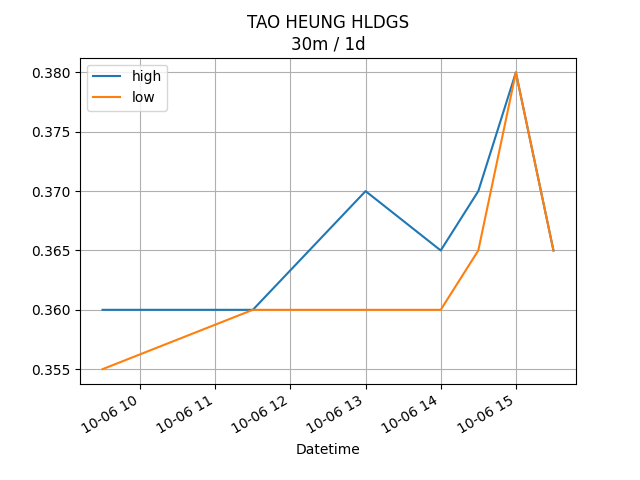 TAO HEUNG HLDGS
30m / 1d
high
low
0.380
0.375
0.370
0.365
0.360
0.355
10-06 10
10-06 11
10-06 12
10-06 13
10-06 14
10-06 15
Datetime